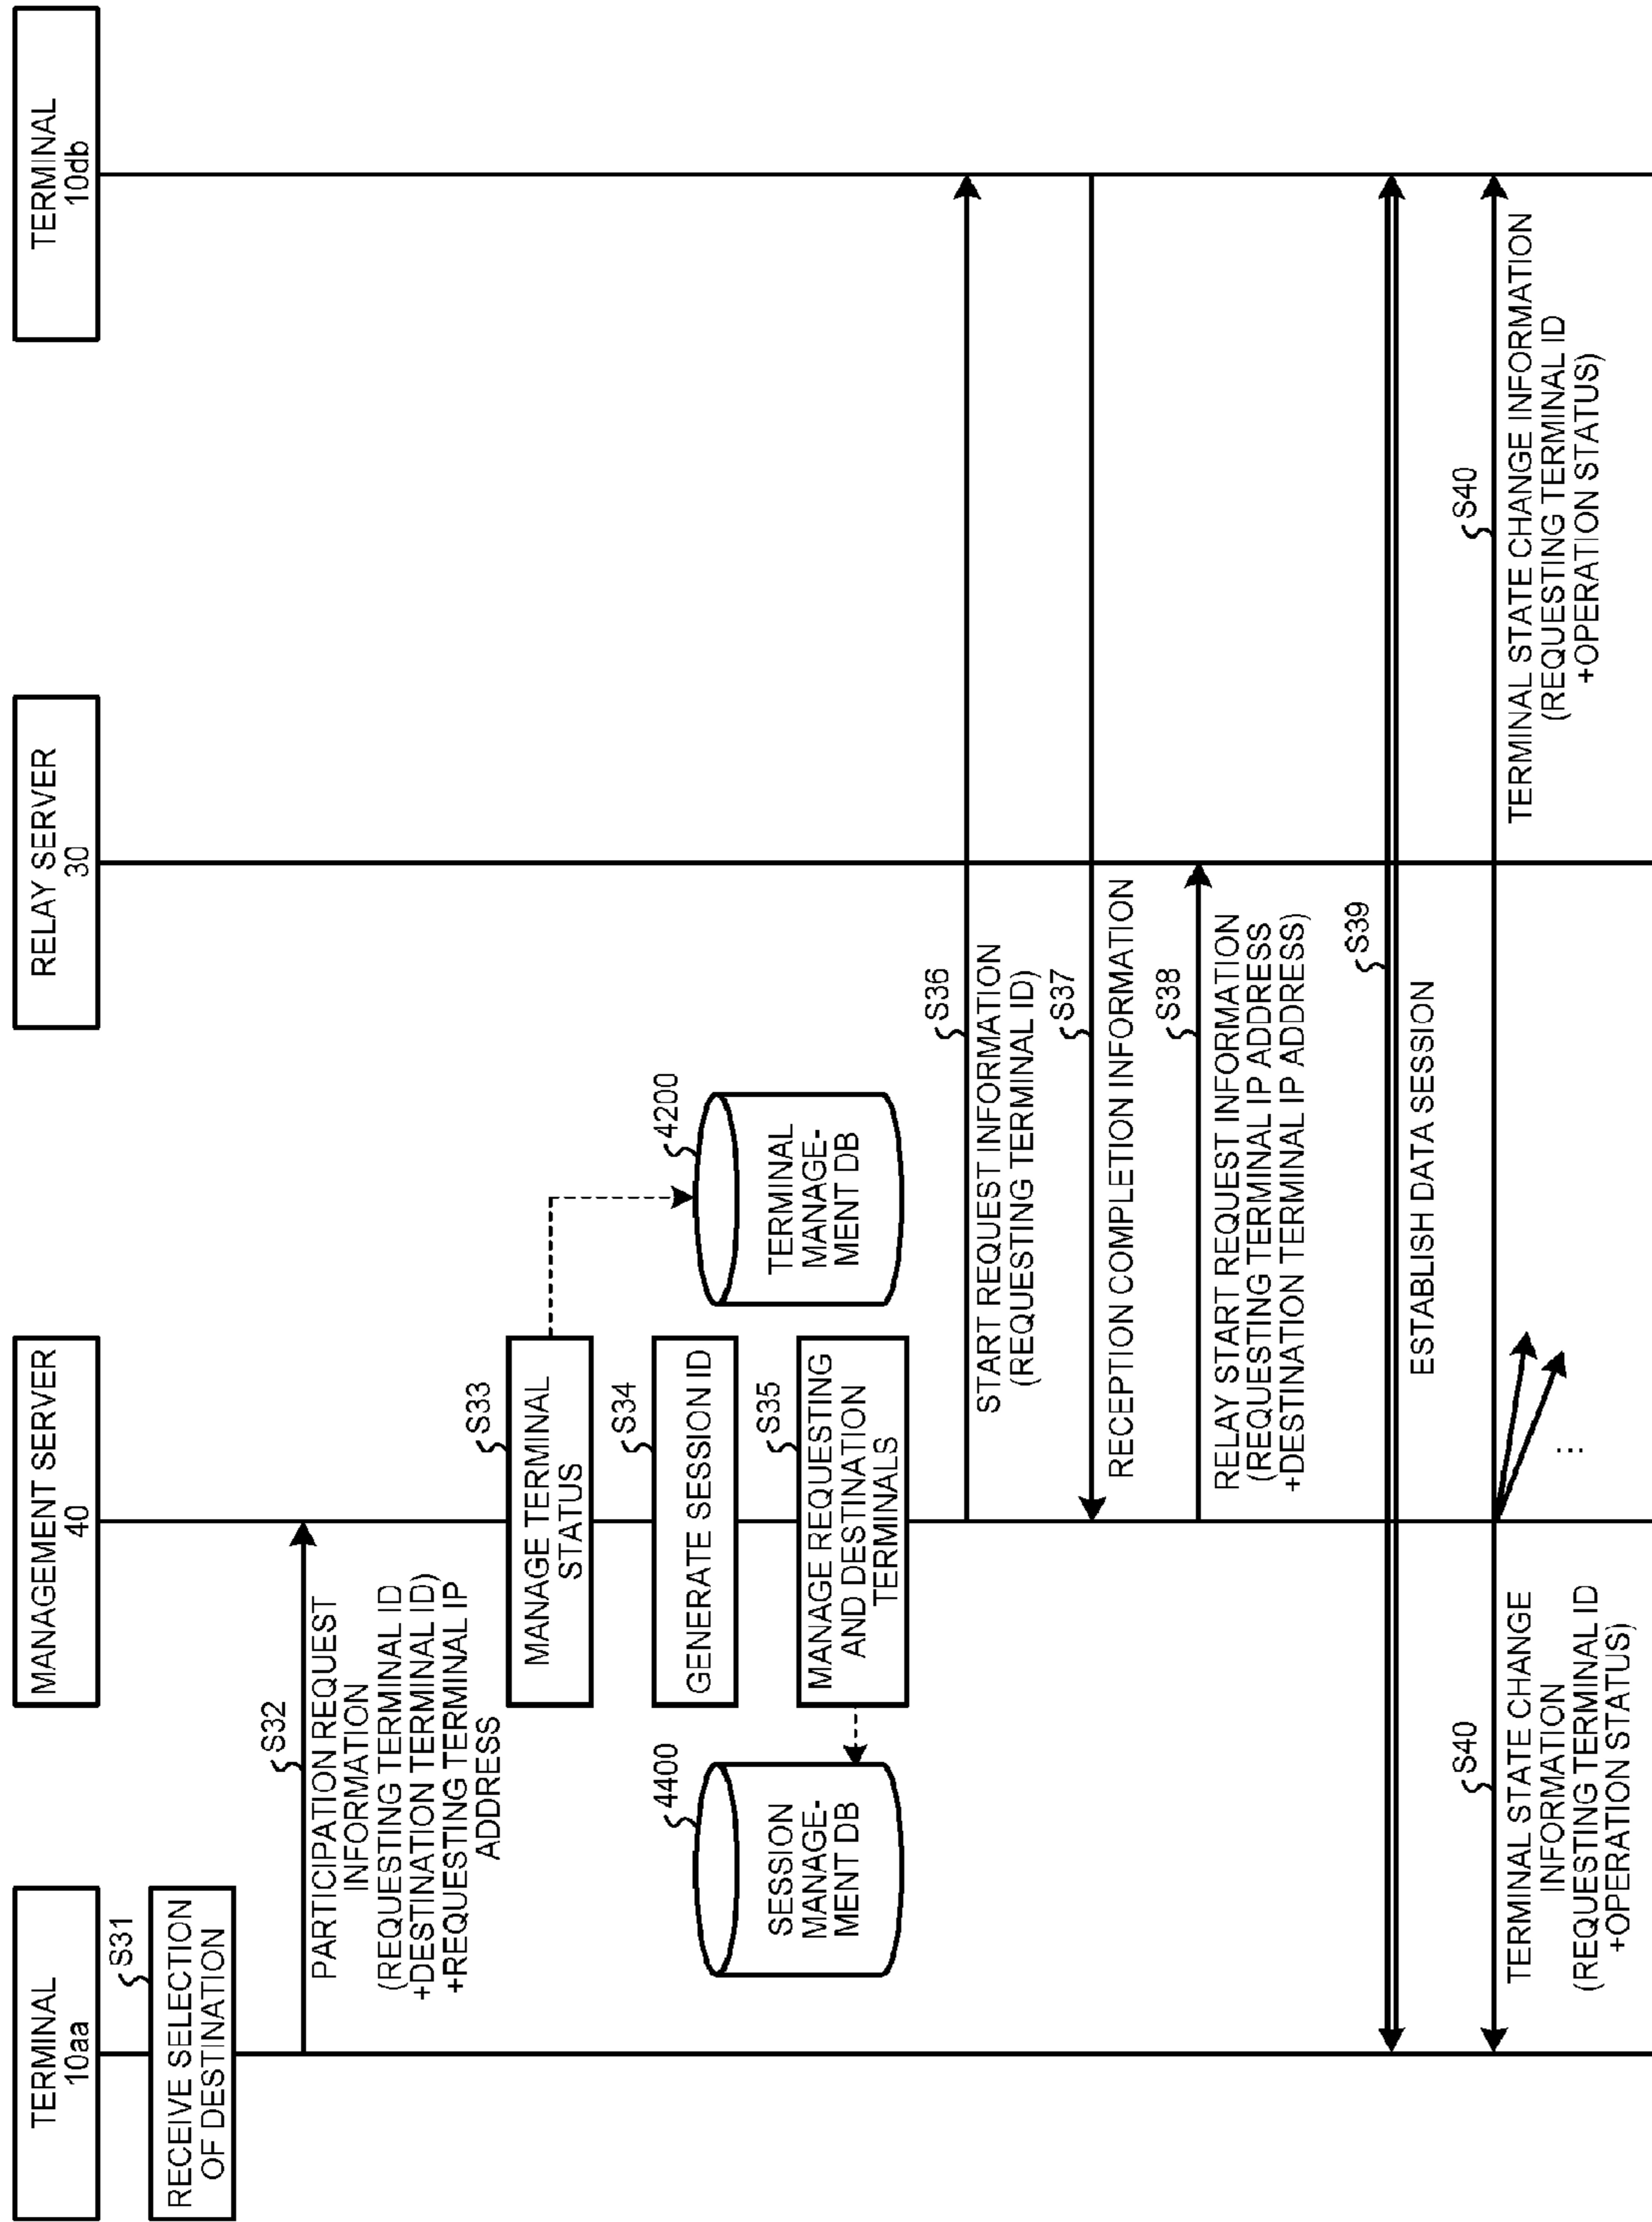 TERMINAL
10aa
MANAGEMENT SERVER
40
RELAY SERVER
30
TERMINAL
10db
S31
RECEIVE SELECTION
OF DESTINATION
S32
PARTICIPATION REQUEST
INFORMATION
(REQUESTING TERMINAL ID
+DESTINATION TERMINAL ID)
+REQUESTING TERMINAL IP
ADDRESS
S33
MANAGE TERMINAL
STATUS
4200
TERMINAL
MANAGE-
MENT DB
S34
GENERATE SESSION ID
S35
MANAGE REQUESTING
AND DESTINATION
TERMINALS
4400
SESSION
MANAGE-
MENT DB
S36
START REQUEST INFORMATION
(REQUESTING TERMINAL ID)
S37
RECEPTION COMPLETION INFORMATION
S38
RELAY START REQUEST INFORMATION
(REQUESTING TERMINAL IP ADDRESS
+DESTINATION TERMINAL IP ADDRESS)
S39
ESTABLISH DATA SESSION
S40
TERMINAL STATE CHANGE
INFORMATION
(REQUESTING TERMINAL ID
+OPERATION STATUS)
...
S40
TERMINAL STATE CHANGE INFORMATION
(REQUESTING TERMINAL ID
+OPERATION STATUS)